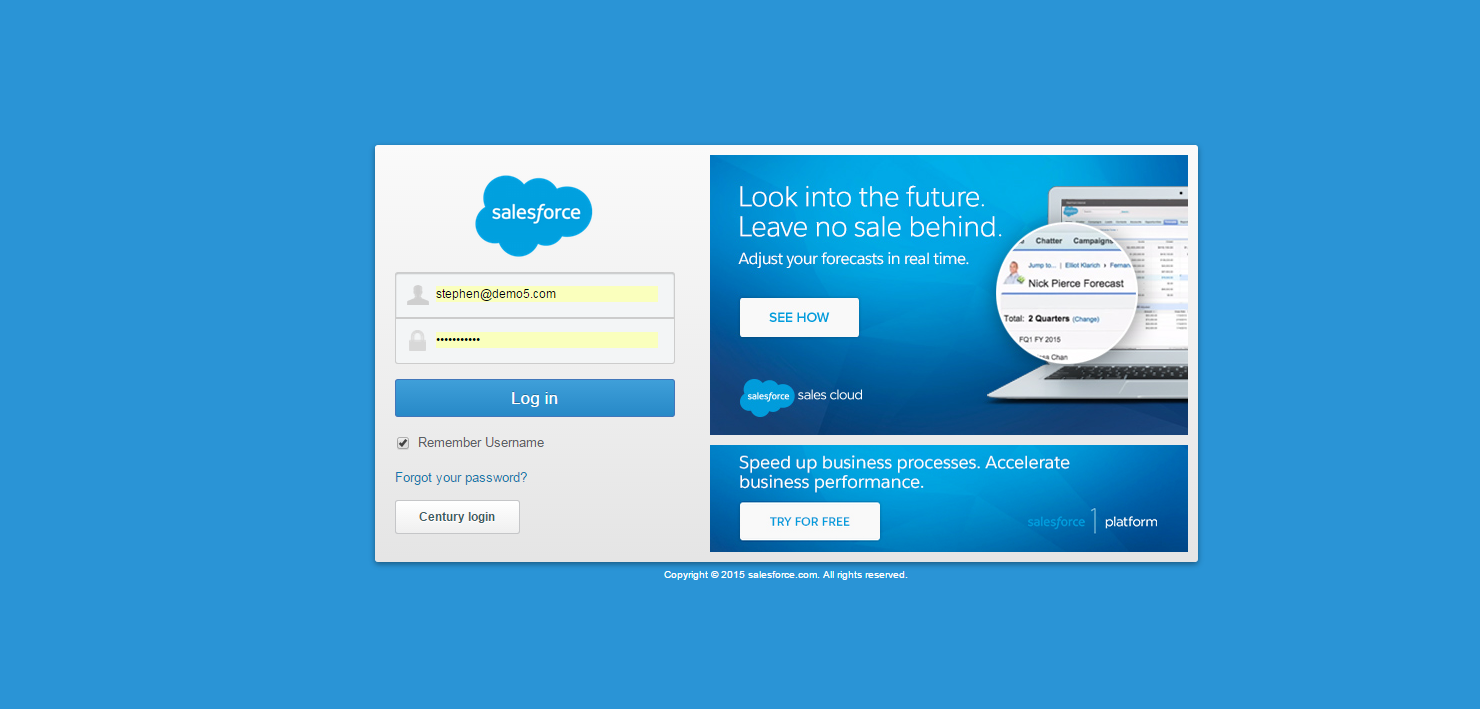 salesforce
stephen@demo5.com
•••••••••••
Log in
Remember Username
Forgot your password?
Century login
Look into the future.
Leave no sale behind.
Adjust your forecasts in real time.
SEE HOW
Chatter Campaigns
Jump to... | Elliot Klarich › Fernan
Nick Pierce Forecast
Total: 2 Quarters (Change)
FQ1 FY 2015
Chan
salesforce sales cloud
Speed up business processes. Accelerate
business performance.
TRY FOR FREE
salesforce1 platform
Copyright © 2015 salesforce.com. All rights reserved.